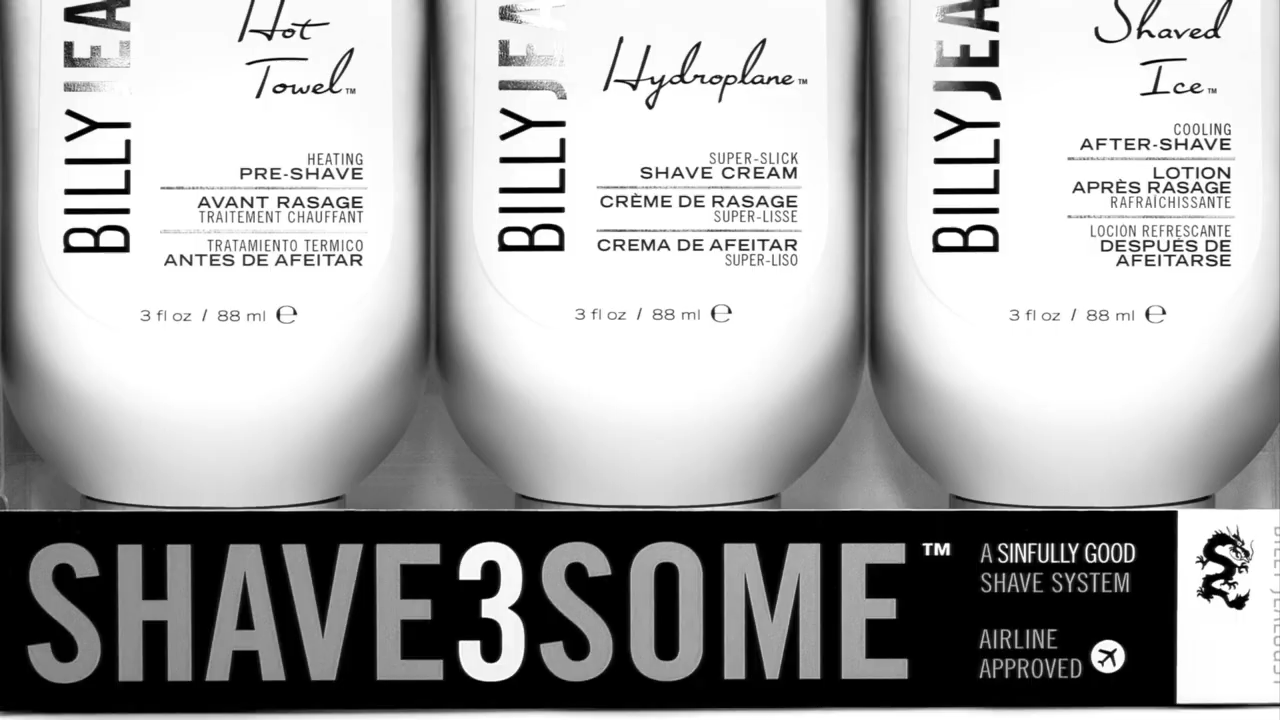 BILLY JEA
Hot
Towel™
HEATING
PRE-SHAVE
AVANT RASAGE
TRAITEMENT CHAUFFANT
TRATAMIENTO TERMICO
ANTES DE AFEITAR
3 fl oz / 88 ml ℮
BILLY JEA
Hydroplane™
SUPER-SLICK
SHAVE CREAM
CRÈME DE RASAGE
SUPER-LISSE
CREMA DE AFEITAR
SUPER-LISO
3 fl oz / 88 ml ℮
BILLY JEA
Shaved
Ice™
COOLING
AFTER-SHAVE
LOTION
APRÈS RASAGE
RAFRAÎCHISSANTE
LOCIÓN REFRESCANTE
DESPUÉS DE
AFEITARSE
3 fl oz / 88 ml ℮
SHAVE3SOME™
A SINFULLY GOOD
SHAVE SYSTEM
AIRLINE
APPROVED